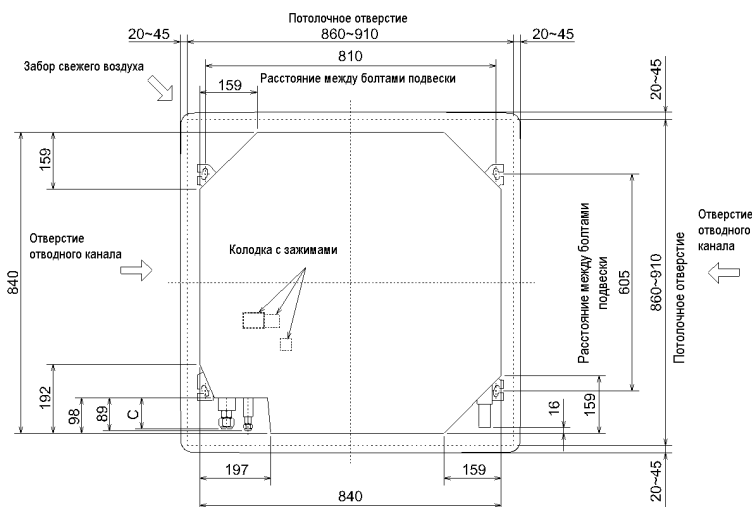 Потолочное отверстие
20~45
860~910
20~45
810
Забор свежего воздуха
Расстояние между болтами подвески
159
20~45
159
Отверстие
отводного канала
Колодка с зажимами
840
Расстояние между болтами
подвески
605
860~910
Потолочное отверстие
Отверстие
отводного
канала
192
98
89
C
16
159
197
159
840
20~45